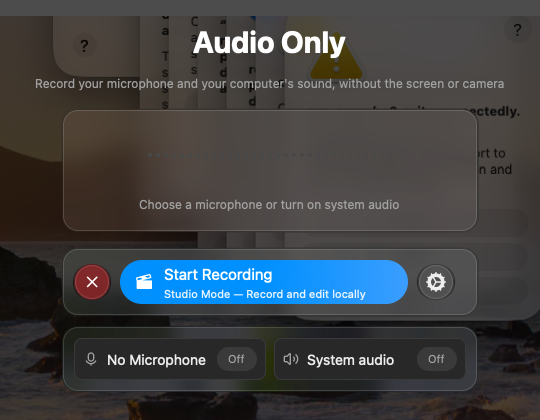 ?
?
Audio Only
Record your microphone and your computer's sound, without the screen or camera
Choose a microphone or turn on system audio
Start Recording
Studio Mode — Record and edit locally
No Microphone
Off
System audio
Off